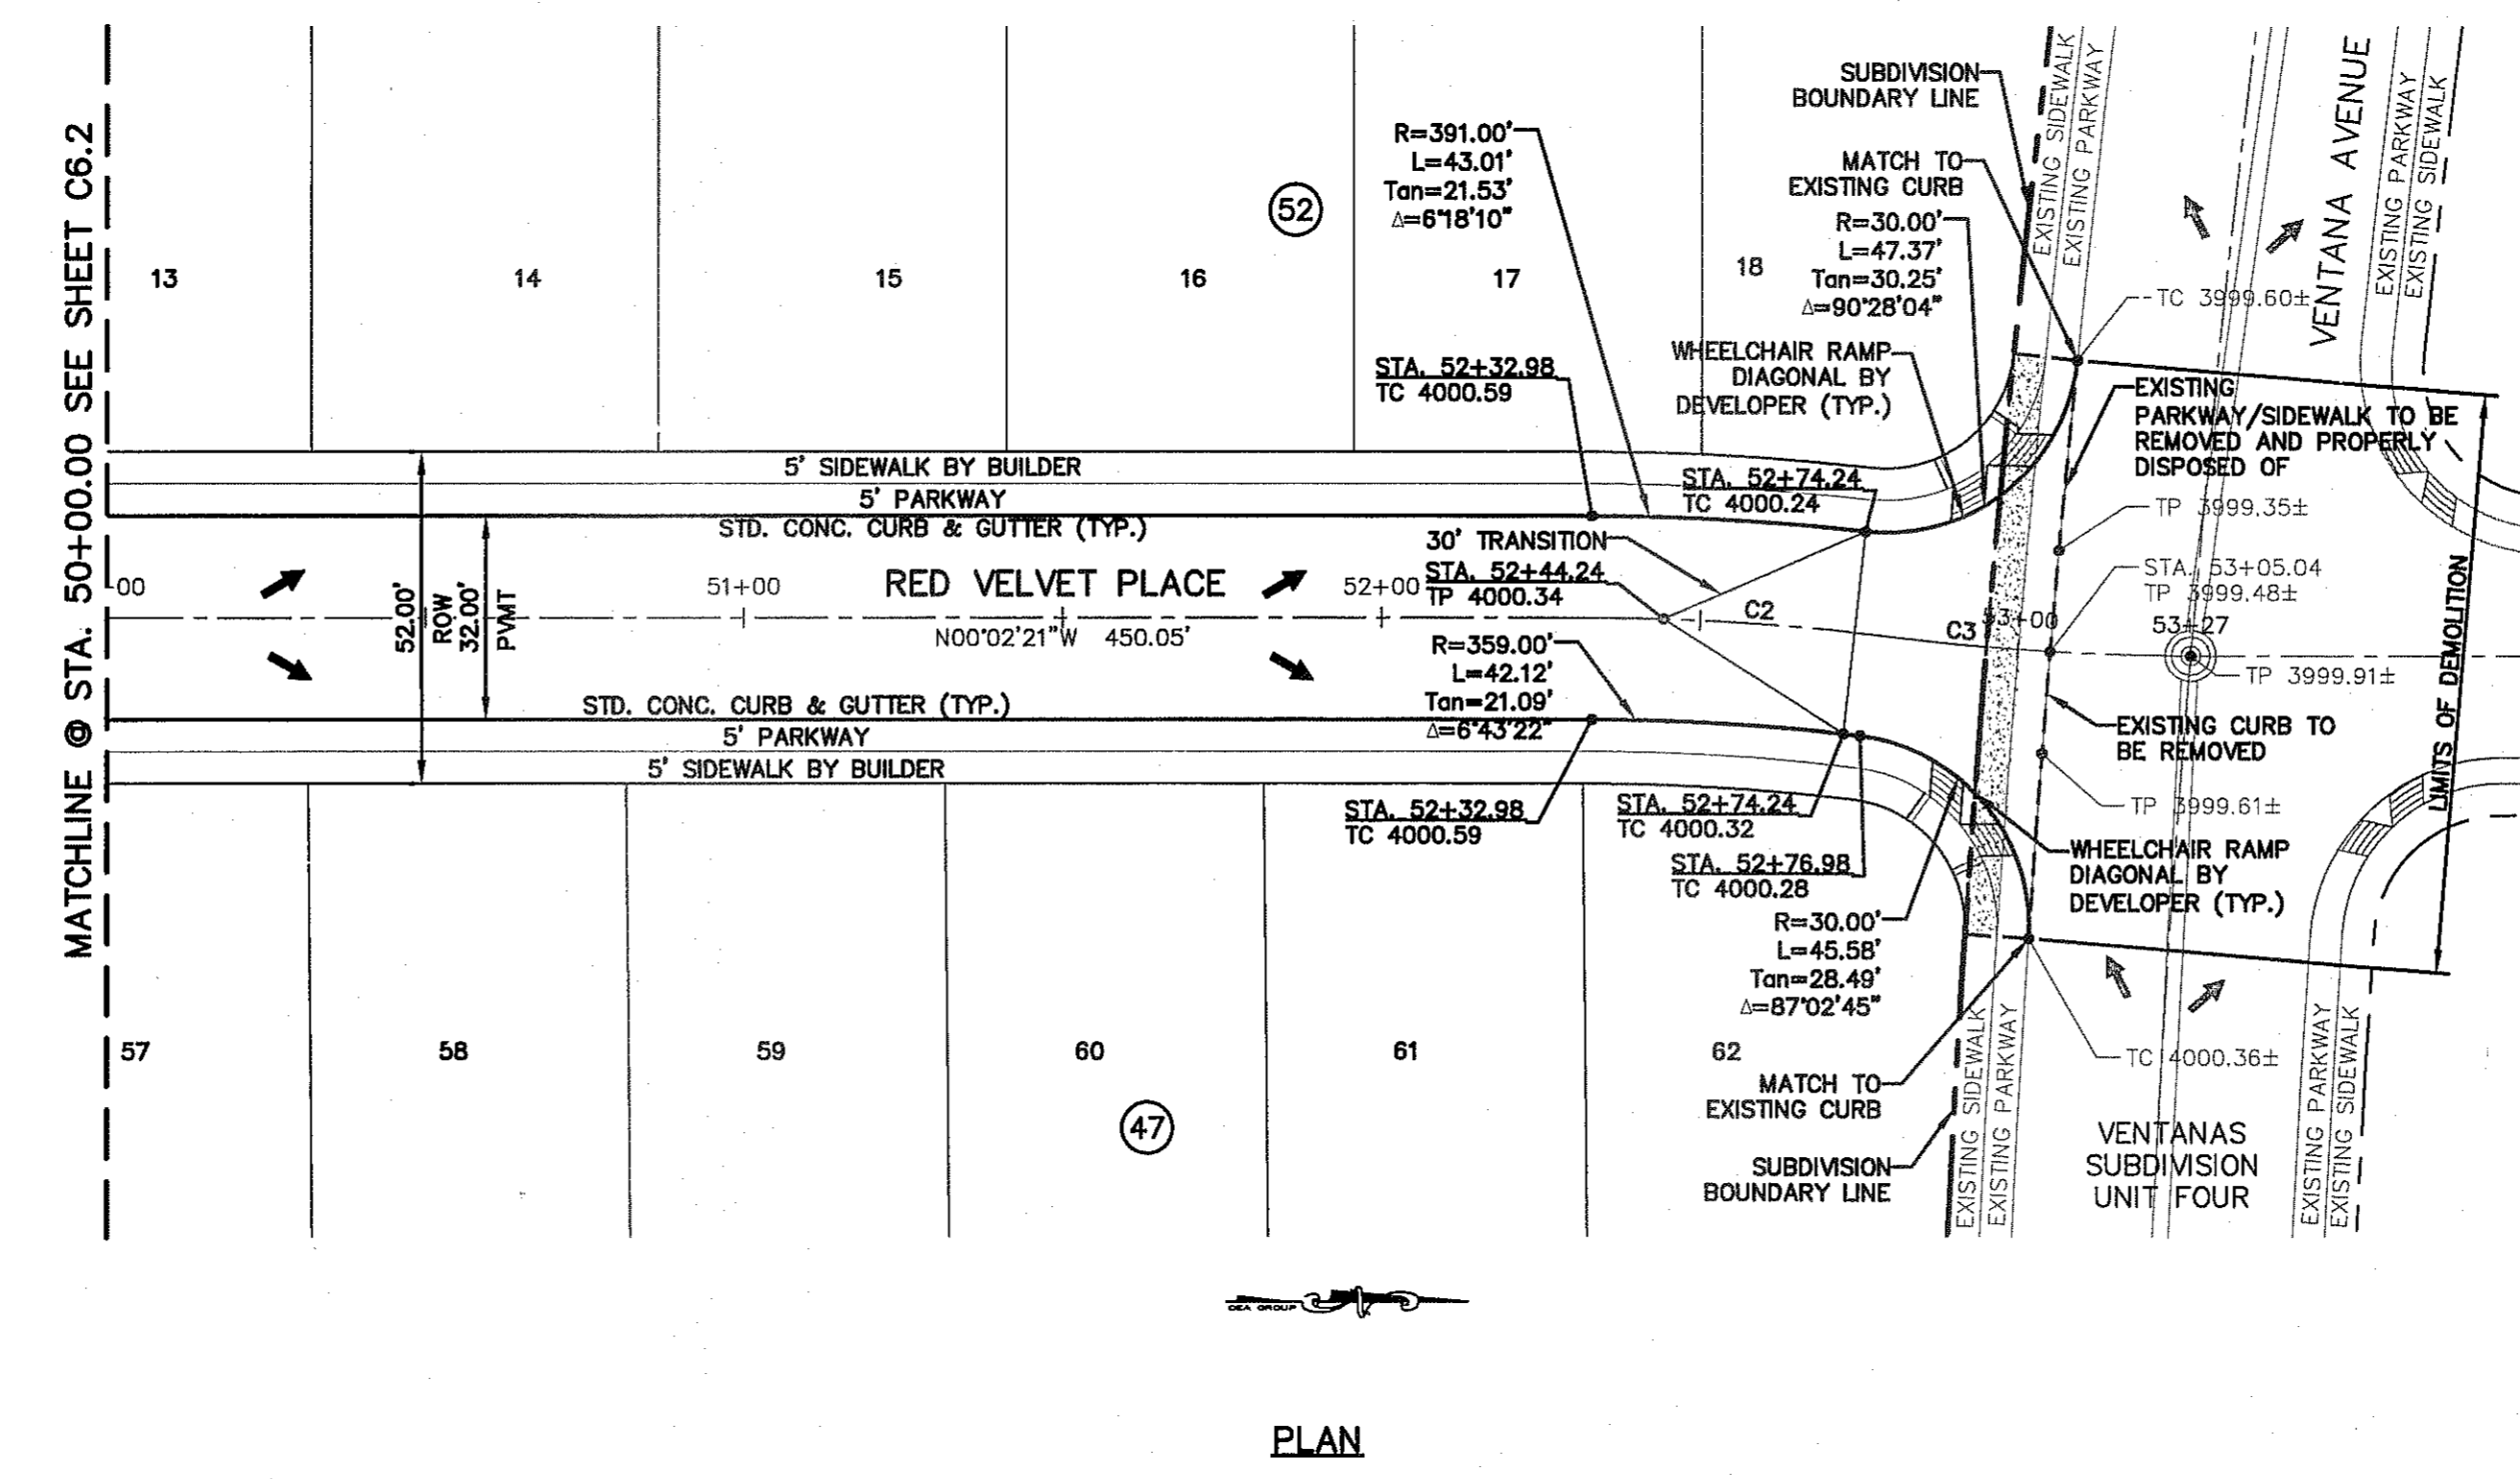 MATCHLINE @ STA. 50+00.00 SEE SHEET C6.2
13
14
15
16
17
18
52
R=391.00'
L=43.01'
Tan=21.53'
Δ=6°18'10"
SUBDIVISION
BOUNDARY LINE
MATCH TO
EXISTING CURB
R=30.00'
L=47.37'
Tan=30.25'
Δ=90°28'04"
WHEELCHAIR RAMP
DIAGONAL BY
DEVELOPER (TYP.)
STA. 52+32.98
TC 4000.59
EXISTING SIDEWALK
EXISTING PARKWAY
VENTANA AVENUE
EXISTING PARKWAY
EXISTING SIDEWALK
TC 3999.60±
EXISTING
PARKWAY/SIDEWALK TO BE
REMOVED AND PROPERLY
DISPOSED OF
5' SIDEWALK BY BUILDER
5' PARKWAY
STD. CONC. CURB & GUTTER (TYP.)
STA. 52+74.24
TC 4000.24
TP 3999.35±
30' TRANSITION
STA. 52+44.24
TP 4000.34
STA. 53+05.04
TP 3999.48±
00
51+00
RED VELVET PLACE
52+00
C2
C3
53+00
53+27
52.00'
ROW
32.00'
PVMT
N00°02'21"W 450.05'
TP 3999.91±
LIMITS OF DEMOLITION
R=359.00'
L=42.12'
Tan=21.09'
Δ=6°43'22"
STD. CONC. CURB & GUTTER (TYP.)
5' PARKWAY
5' SIDEWALK BY BUILDER
EXISTING CURB TO
BE REMOVED
TP 3999.61±
STA. 52+32.98
TC 4000.59
STA. 52+74.24
TC 4000.32
STA. 52+76.98
TC 4000.28
WHEELCHAIR RAMP
DIAGONAL BY
DEVELOPER (TYP.)
R=30.00'
L=45.58'
Tan=28.49'
Δ=87°02'45"
57
58
59
60
61
62
47
MATCH TO
EXISTING CURB
SUBDIVISION
BOUNDARY LINE
EXISTING SIDEWALK
EXISTING PARKWAY
TC 4000.36±
VENTANAS
SUBDIVISION
UNIT FOUR
EXISTING PARKWAY
EXISTING SIDEWALK
CEA GROUP
PLAN